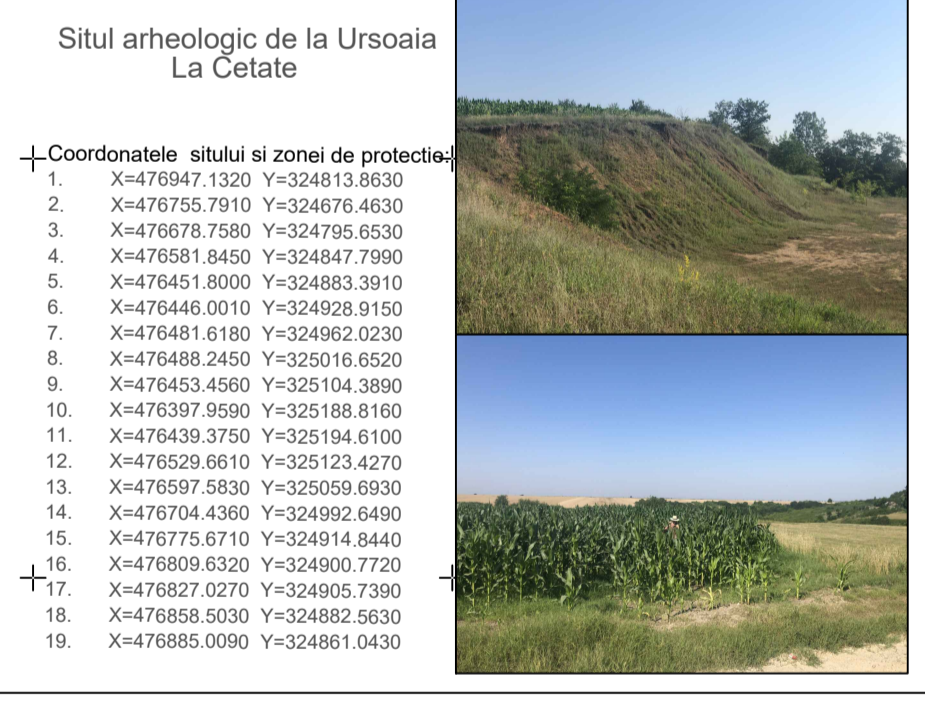 Situl arheologic de la Ursoaia
La Cetate
Coordonatele sitului si zonei de protectie:
1. X=476947.1320 Y=324813.8630
2. X=476755.7910 Y=324676.4630
3. X=476678.7580 Y=324795.6530
4. X=476581.8450 Y=324847.7990
5. X=476451.8000 Y=324883.3910
6. X=476446.0010 Y=324928.9150
7. X=476481.6180 Y=324962.0230
8. X=476488.2450 Y=325016.6520
9. X=476453.4560 Y=325104.3890
10. X=476397.9590 Y=325188.8160
11. X=476439.3750 Y=325194.6100
12. X=476529.6610 Y=325123.4270
13. X=476597.5830 Y=325059.6930
14. X=476704.4360 Y=324992.6490
15. X=476775.6710 Y=324914.8440
16. X=476809.6320 Y=324900.7720
17. X=476827.0270 Y=324905.7390
18. X=476858.5030 Y=324882.5630
19. X=476885.0090 Y=324861.0430